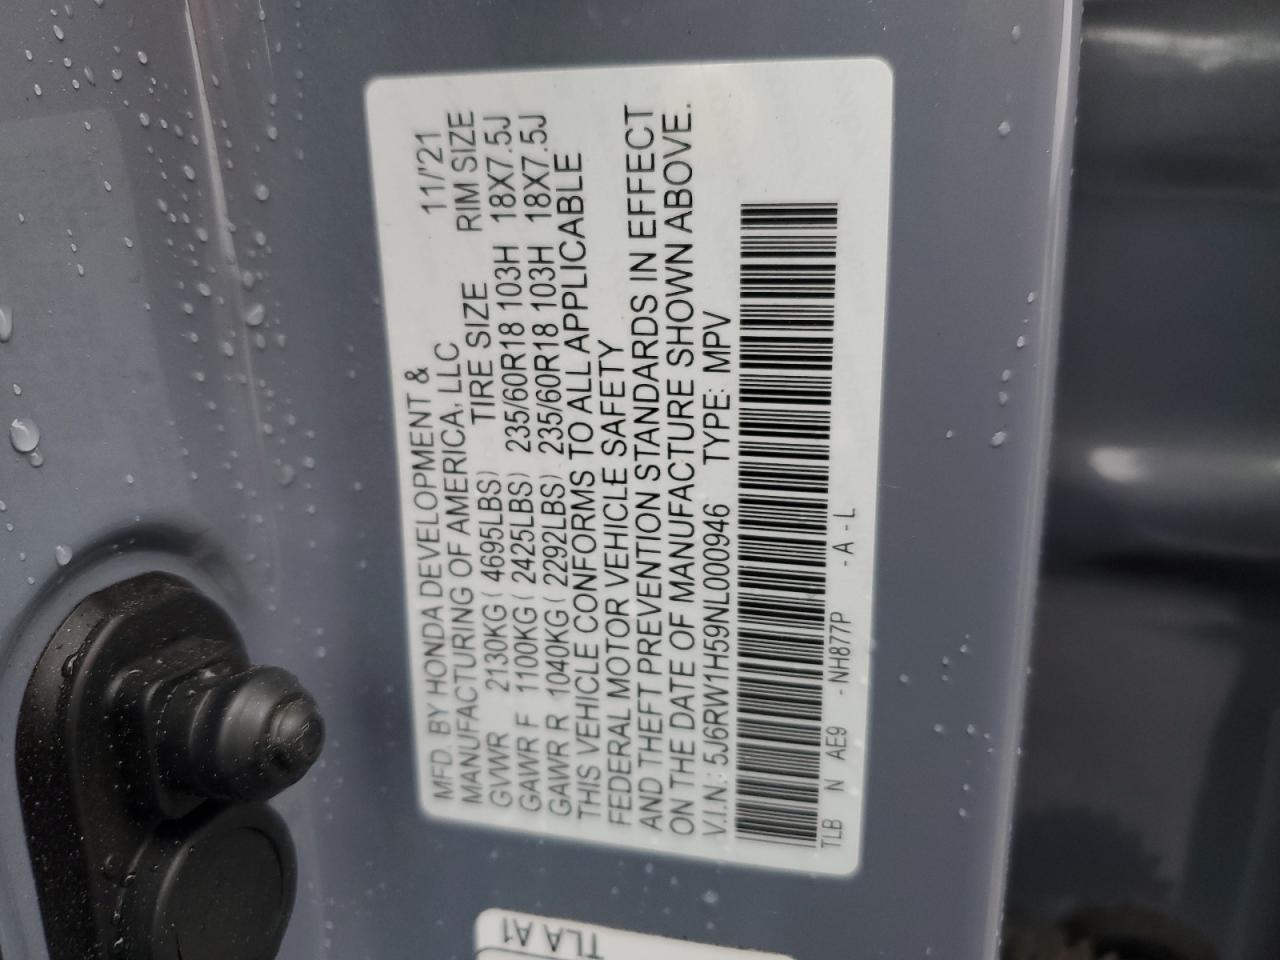 MFD. BY HONDA DEVELOPMENT &
MANUFACTURING OF AMERICA, LLC 11/'21
TIRE SIZE RIM SIZE
GVWR 2130KG ( 4695LBS)
GAWR F 1100KG ( 2425LBS) 235/60R18 103H 18X7.5J
GAWR R 1040KG ( 2292LBS) 235/60R18 103H 18X7.5J
THIS VEHICLE CONFORMS TO ALL APPLICABLE
FEDERAL MOTOR VEHICLE SAFETY
AND THEFT PREVENTION STANDARDS IN EFFECT
ON THE DATE OF MANUFACTURE SHOWN ABOVE.
V.I.N.: 5J6RW1H59NL000946 TYPE: MPV
TLB N AE9 -NH877P -A-L
TLA A1